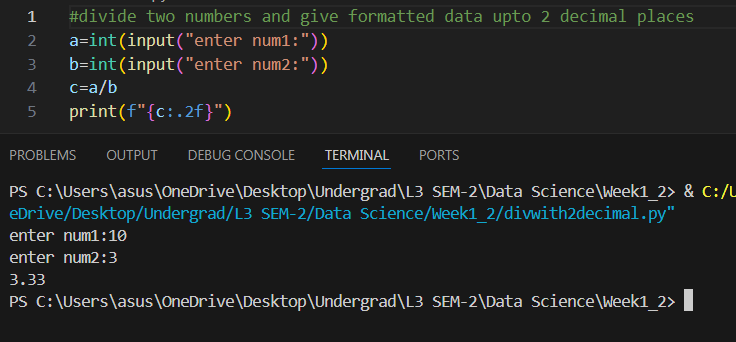 1 #divide two numbers and give formatted data upto 2 decimal places
2 a=int(input("enter num1:"))
3 b=int(input("enter num2:"))
4 c=a/b
5 print(f"{c:.2f}")
PROBLEMS OUTPUT DEBUG CONSOLE TERMINAL PORTS
PS C:\Users\asus\OneDrive\Desktop\Undergrad\L3 SEM-2\Data Science\Week1_2> & C:/U
eDrive/Desktop/Undergrad/L3 SEM-2/Data Science/Week1_2/divwith2decimal.py"
enter num1:10
enter num2:3
3.33
PS C:\Users\asus\OneDrive\Desktop\Undergrad\L3 SEM-2\Data Science\Week1_2>